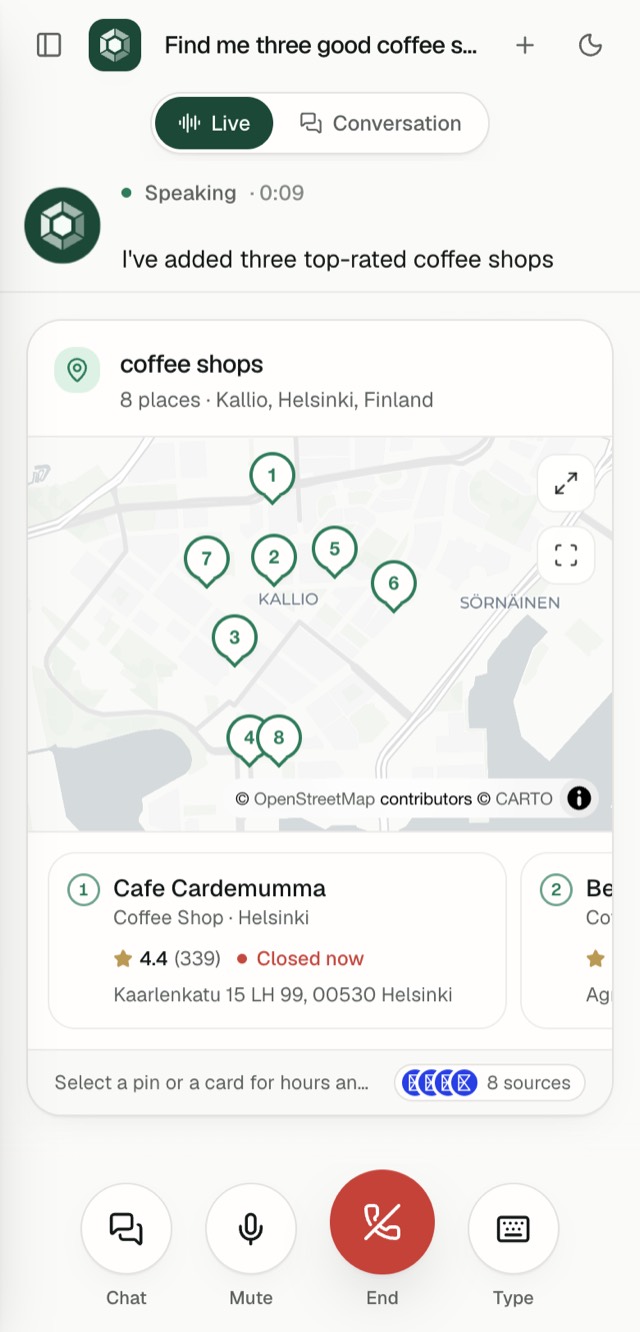 Find me three good coffee s...
Live
Conversation
Speaking · 0:09
I've added three top-rated coffee shops
coffee shops
8 places · Kallio, Helsinki, Finland
1
7
2
5
6
KALLIO
SÖRNÄINEN
3
4
8
© OpenStreetMap contributors © CARTO
1
Cafe Cardemumma
Coffee Shop · Helsinki
4.4 (339) Closed now
Kaarlenkatu 15 LH 99, 00530 Helsinki
2
Select a pin or a card for hours an...
8 sources
Chat
Mute
End
Type